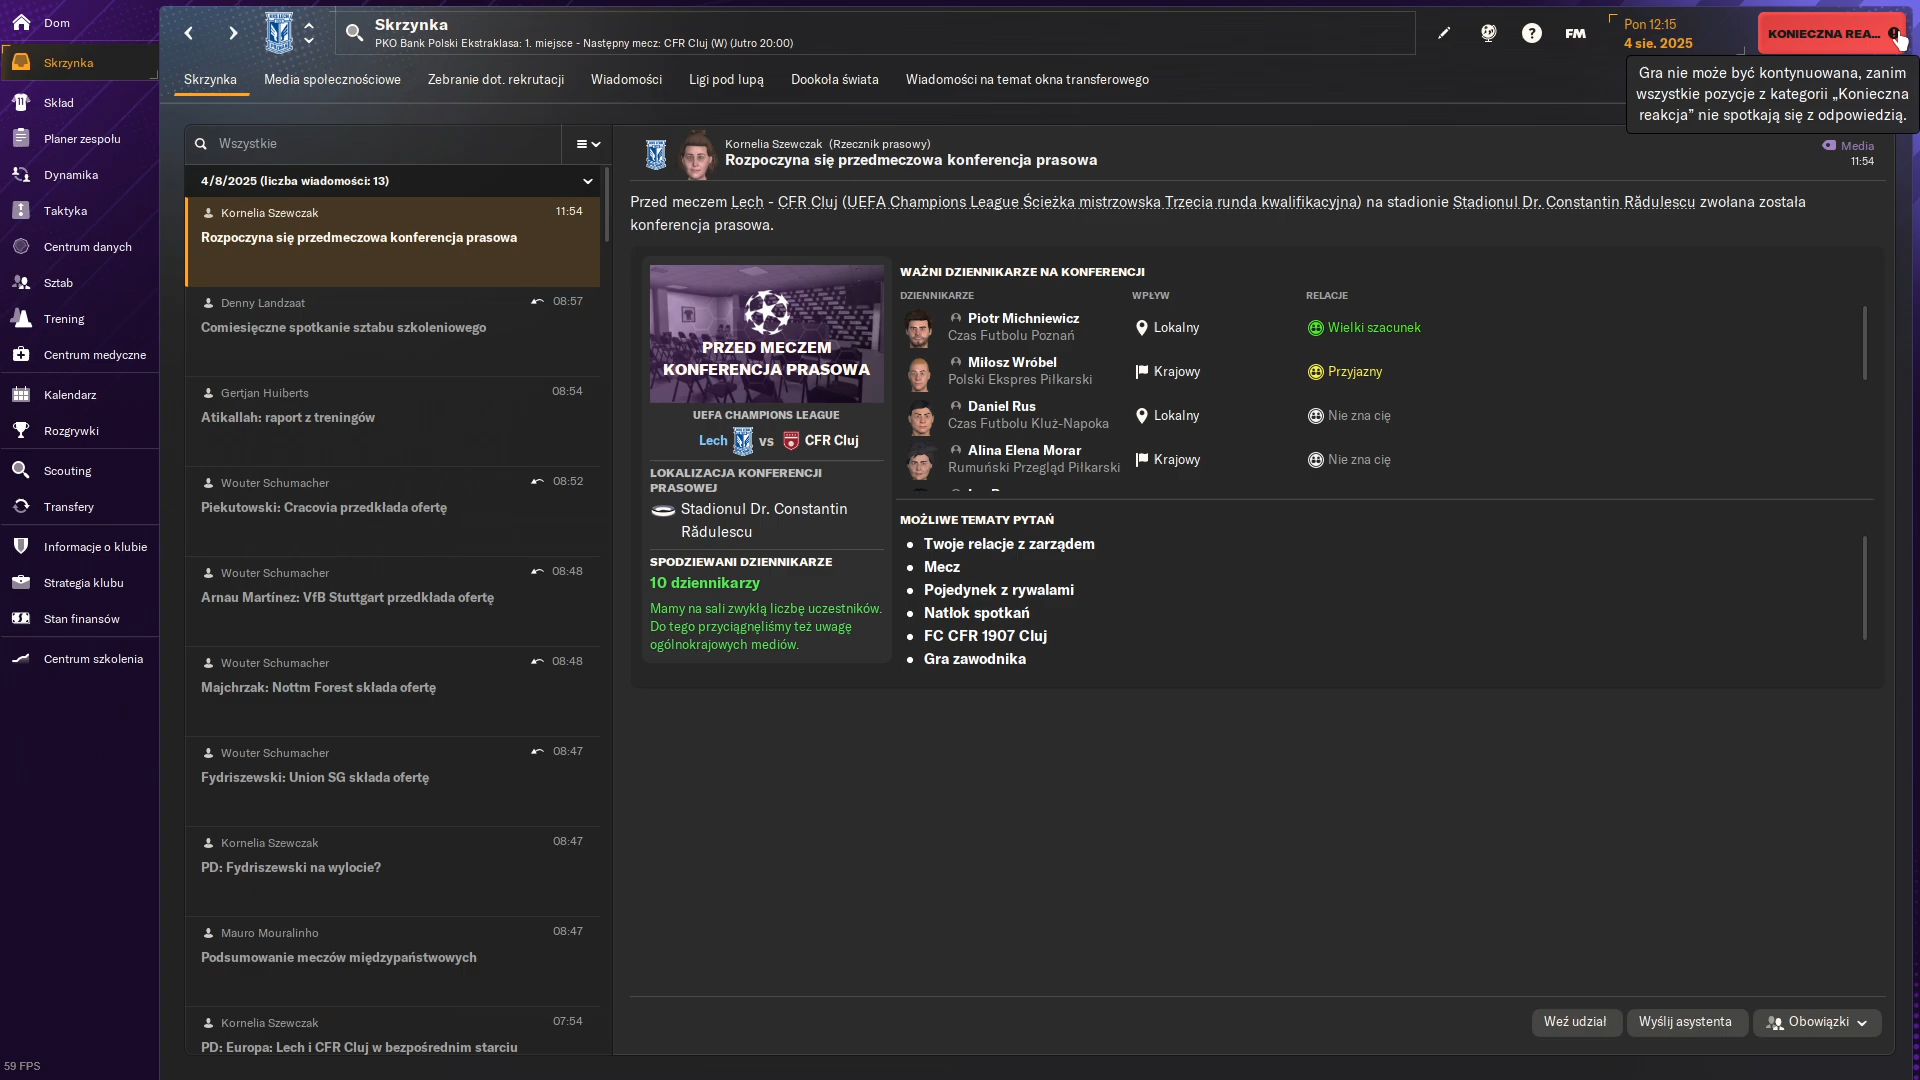 Dom
Skrzynka
Skład
Planer zespołu
Dynamika
Taktyka
Centrum danych
Sztab
Trening
Centrum medyczne
Kalendarz
Rozgrywki
Scouting
Transfery
Informacje o klubie
Strategia klubu
Stan finansów
Centrum szkolenia
59 FPS
Skrzynka
PKO Bank Polski Ekstraklasa: 1. miejsce - Następny mecz: CFR Cluj (W) (Jutro 20:00)
FM
Pon 12:15
4 sie. 2025
KONIECZNA REA...
Gra nie może być kontynuowana, zanim
wszystkie pozycje z kategorii „Konieczna
reakcja” nie spotkają się z odpowiedzią.
Skrzynka
Media społecznościowe
Zebranie dot. rekrutacji
Wiadomości
Ligi pod lupą
Dookoła świata
Wiadomości na temat okna transferowego
Wszystkie
4/8/2025 (liczba wiadomości: 13)
Kornelia Szewczak 11:54
Rozpoczyna się przedmeczowa konferencja prasowa
Denny Landzaat 08:57
Comiesięczne spotkanie sztabu szkoleniowego
Gertjan Huiberts 08:54
Atikallah: raport z treningów
Wouter Schumacher 08:52
Piekutowski: Cracovia przedkłada ofertę
Wouter Schumacher 08:48
Arnau Martínez: VfB Stuttgart przedkłada ofertę
Wouter Schumacher 08:48
Majchrzak: Nottm Forest składa ofertę
Wouter Schumacher 08:47
Fydriszewski: Union SG składa ofertę
Kornelia Szewczak 08:47
PD: Fydriszewski na wylocie?
Mauro Mouralinho 08:47
Podsumowanie meczów międzypaństwowych
Kornelia Szewczak 07:54
PD: Europa: Lech i CFR Cluj w bezpośrednim starciu
Kornelia Szewczak (Rzecznik prasowy)
Rozpoczyna się przedmeczowa konferencja prasowa
Media
11:54
Przed meczem Lech - CFR Cluj (UEFA Champions League Ścieżka mistrzowska Trzecia runda kwalifikacyjna) na stadionie Stadionul Dr. Constantin Rădulescu zwołana została
konferencja prasowa.
PRZED MECZEM
KONFERENCJA PRASOWA
UEFA CHAMPIONS LEAGUE
Lech vs CFR Cluj
LOKALIZACJA KONFERENCJI
PRASOWEJ
Stadionul Dr. Constantin
Rădulescu
SPODZIEWANI DZIENNIKARZE
10 dziennikarzy
Mamy na sali zwykłą liczbę uczestników.
Do tego przyciągnęliśmy też uwagę
ogólnokrajowych mediów.
WAŻNI DZIENNIKARZE NA KONFERENCJI
DZIENNIKARZE WPŁYW RELACJE
Piotr Michniewicz
Czas Futbolu Poznań
Lokalny
Wielki szacunek
Miłosz Wróbel
Polski Ekspres Piłkarski
Krajowy
Przyjazny
Daniel Rus
Czas Futbolu Kluż-Napoka
Lokalny
Nie zna cię
Alina Elena Morar
Rumuński Przegląd Piłkarski
Krajowy
Nie zna cię
MOŻLIWE TEMATY PYTAŃ
Twoje relacje z zarządem
Mecz
Pojedynek z rywalami
Natłok spotkań
FC CFR 1907 Cluj
Gra zawodnika
Weź udział
Wyślij asystenta
Obowiązki